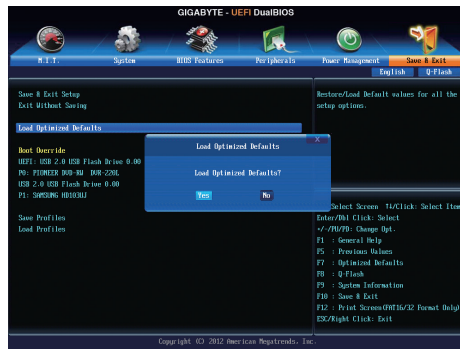 GIGABYTE - UEFI DualBIOS
M.I.T. System BIOS Features Peripherals Power Management Save & Exit
English Q-Flash
Save & Exit Setup
Exit Without Saving
Load Optimized Defaults
Boot Override
UEFI: USB 2.0 USB Flash Drive 0.00
P0: PIONEER DVD-RW DVR-220L
USB 2.0 USB Flash Drive 0.00
P1: SAMSUNG HD103UJ
Save Profiles
Load Profiles
Load Optimized Defaults X
Load Optimized Defaults?
Yes No
Restore/Load Default values for all the
setup options.
Select Screen ↑↓/Click: Select Item
Enter/Dbl Click: Select
+/-/PU/PD: Change Opt.
F1 : General Help
F5 : Previous Values
F7 : Optimized Defaults
F8 : Q-Flash
F9 : System Information
F10 : Save & Exit
F12 : Print Screen(FAT16/32 Format Only)
ESC/Right Click: Exit
Copyright (C) 2012 American Megatrends, Inc.